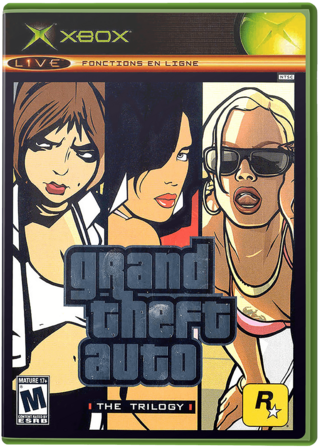 XBOX
LIVE FONCTIONS EN LIGNE
NTSC
grand
theft
auto
THE TRILOGY
MATURE 17+
M
CONTENT RATED BY
ESRB
R